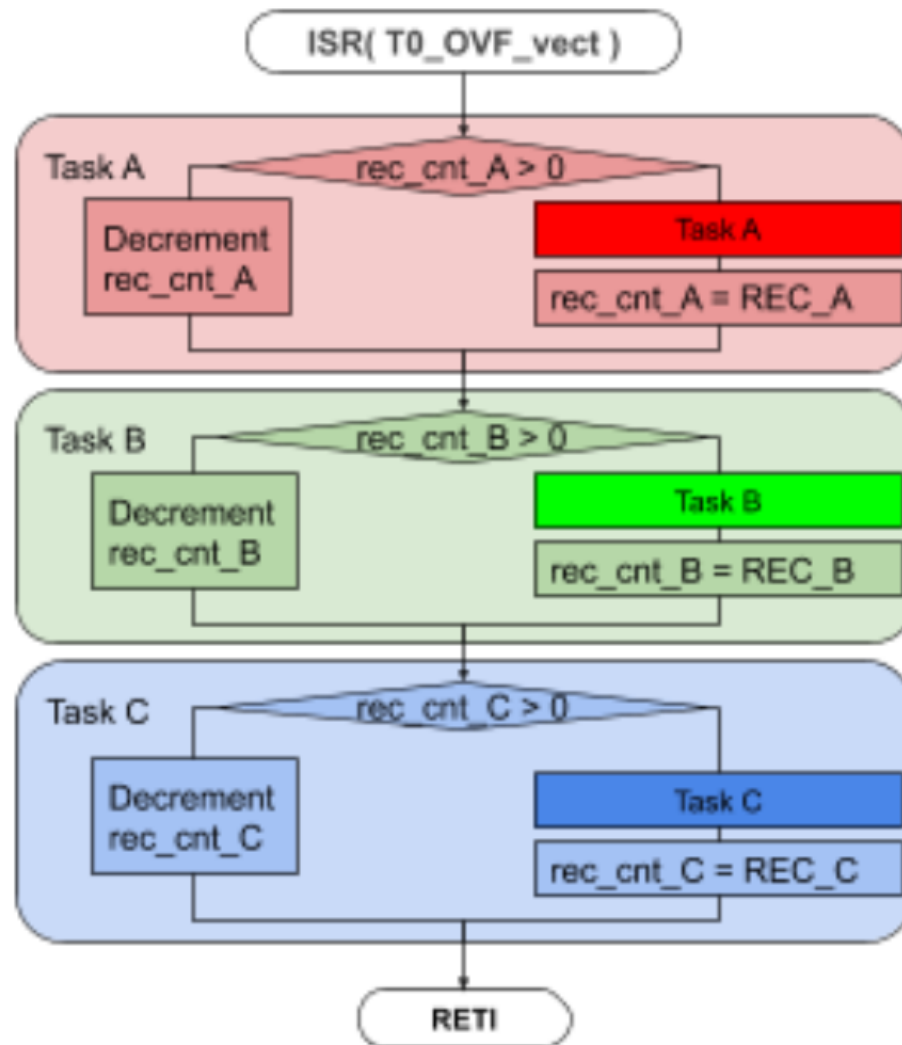 ISR( T0_OVF_vect )
Task A
rec_cnt_A > 0
Decrement
rec_cnt_A
Task A
rec_cnt_A = REC_A
Task B
rec_cnt_B > 0
Decrement
rec_cnt_B
Task B
rec_cnt_B = REC_B
Task C
rec_cnt_C > 0
Decrement
rec_cnt_C
Task C
rec_cnt_C = REC_C
RETI